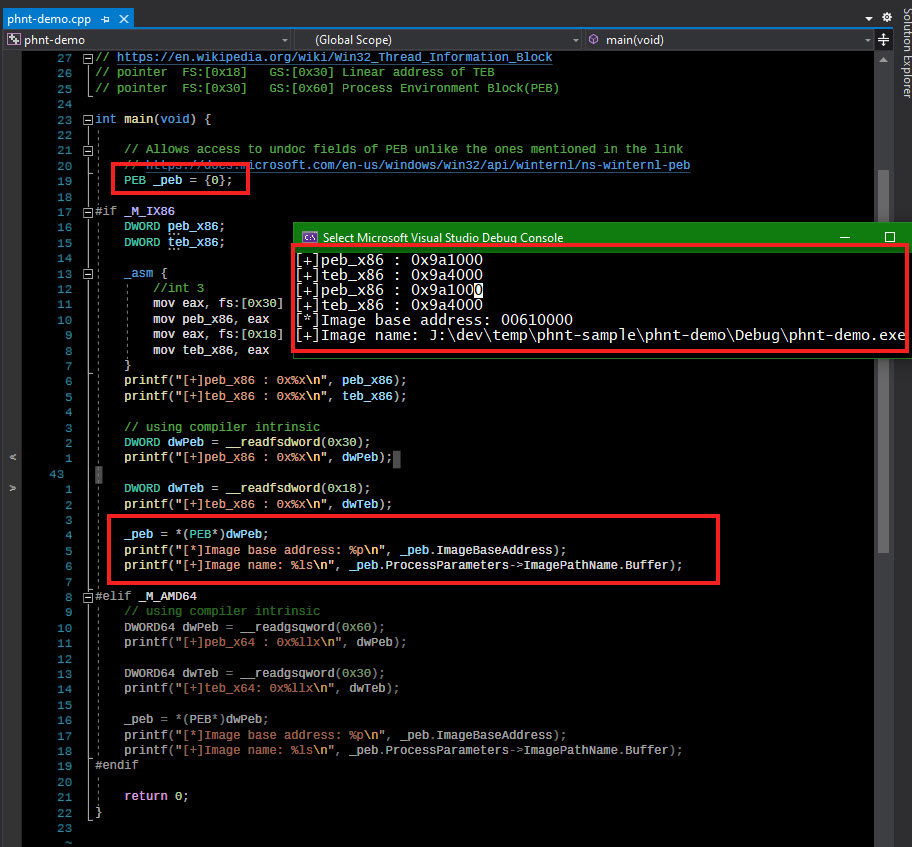 phnt-demo.cpp
phnt-demo (Global Scope) main(void)
Solution Explorer
27 // https://en.wikipedia.org/wiki/Win32_Thread_Information_Block
26 // pointer  FS:[0x18]   GS:[0x30] Linear address of TEB
25 // pointer  FS:[0x30]   GS:[0x60] Process Environment Block(PEB)
24
23 int main(void) {
22
21 // Allows access to undoc fields of PEB unlike the ones mentioned in the link
20 // https://docs.microsoft.com/en-us/windows/win32/api/winternl/ns-winternl-peb
19 PEB _peb = {0};
18
17 #if _M_IX86
16 DWORD peb_x86;
15 DWORD teb_x86;
14
13 _asm {
12 //int 3
11 mov eax, fs:[0x30]
10 mov peb_x86, eax
9 mov eax, fs:[0x18]
8 mov teb_x86, eax
7 }
6 printf("[+]peb_x86 : 0x%x\n", peb_x86);
5 printf("[+]teb_x86 : 0x%x\n", teb_x86);
4
3 // using compiler intrinsic
2 DWORD dwPeb = __readfsdword(0x30);
1 printf("[+]peb_x86 : 0x%x\n", dwPeb);
43
1 DWORD dwTeb = __readfsdword(0x18);
2 printf("[+]teb_x86 : 0x%x\n", dwTeb);
3
4 _peb = *(PEB*)dwPeb;
5 printf("[*]Image base address: %p\n", _peb.ImageBaseAddress);
6 printf("[+]Image name: %ls\n", _peb.ProcessParameters->ImagePathName.Buffer);
7
8 #elif _M_AMD64
9 // using compiler intrinsic
10 DWORD64 dwPeb = __readgsqword(0x60);
11 printf("[+]peb_x64 : 0x%llx\n", dwPeb);
12
13 DWORD64 dwTeb = __readgsqword(0x30);
14 printf("[+]teb_x64: 0x%llx\n", dwTeb);
15
16 _peb = *(PEB*)dwPeb;
17 printf("[*]Image base address: %p\n", _peb.ImageBaseAddress);
18 printf("[+]Image name: %ls\n", _peb.ProcessParameters->ImagePathName.Buffer);
19 #endif
20
21 return 0;
22 }
23
~
Select Microsoft Visual Studio Debug Console
[+]peb_x86 : 0x9a1000
[+]teb_x86 : 0x9a4000
[+]peb_x86 : 0x9a1000
[+]teb_x86 : 0x9a4000
[*]Image base address: 00610000
[+]Image name: J:\dev\temp\phnt-sample\phnt-demo\Debug\phnt-demo.exe